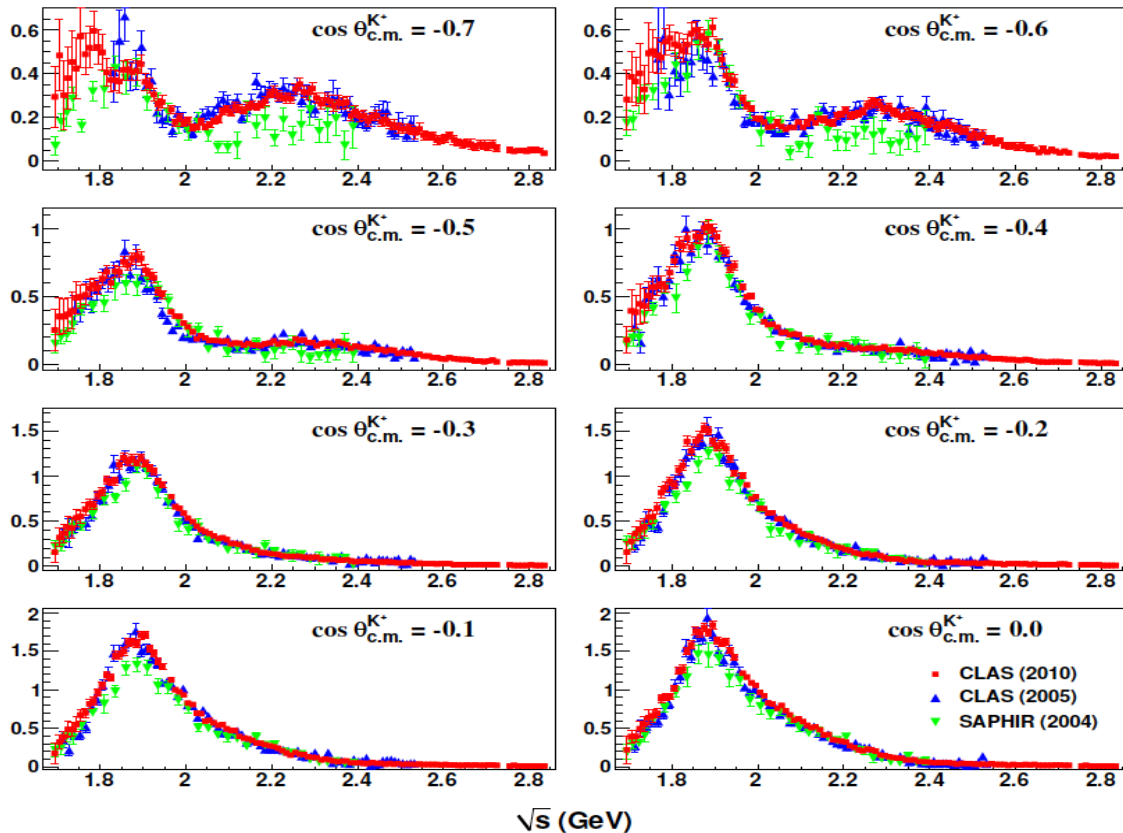 cos θ_c.m.^K⁺ = -0.7
0.6
0.4
0.2
0
1.8 2 2.2 2.4 2.6 2.8
cos θ_c.m.^K⁺ = -0.6
0.6
0.4
0.2
0
1.8 2 2.2 2.4 2.6 2.8
cos θ_c.m.^K⁺ = -0.5
1
0.5
0
1.8 2 2.2 2.4 2.6 2.8
cos θ_c.m.^K⁺ = -0.4
1
0.5
0
1.8 2 2.2 2.4 2.6 2.8
cos θ_c.m.^K⁺ = -0.3
1.5
1
0.5
0
1.8 2 2.2 2.4 2.6 2.8
cos θ_c.m.^K⁺ = -0.2
1.5
1
0.5
0
1.8 2 2.2 2.4 2.6 2.8
cos θ_c.m.^K⁺ = -0.1
2
1.5
1
0.5
0
1.8 2 2.2 2.4 2.6 2.8
cos θ_c.m.^K⁺ = 0.0
2
1.5
1
0.5
0
CLAS (2010)
CLAS (2005)
SAPHIR (2004)
1.8 2 2.2 2.4 2.6 2.8
√s (GeV)